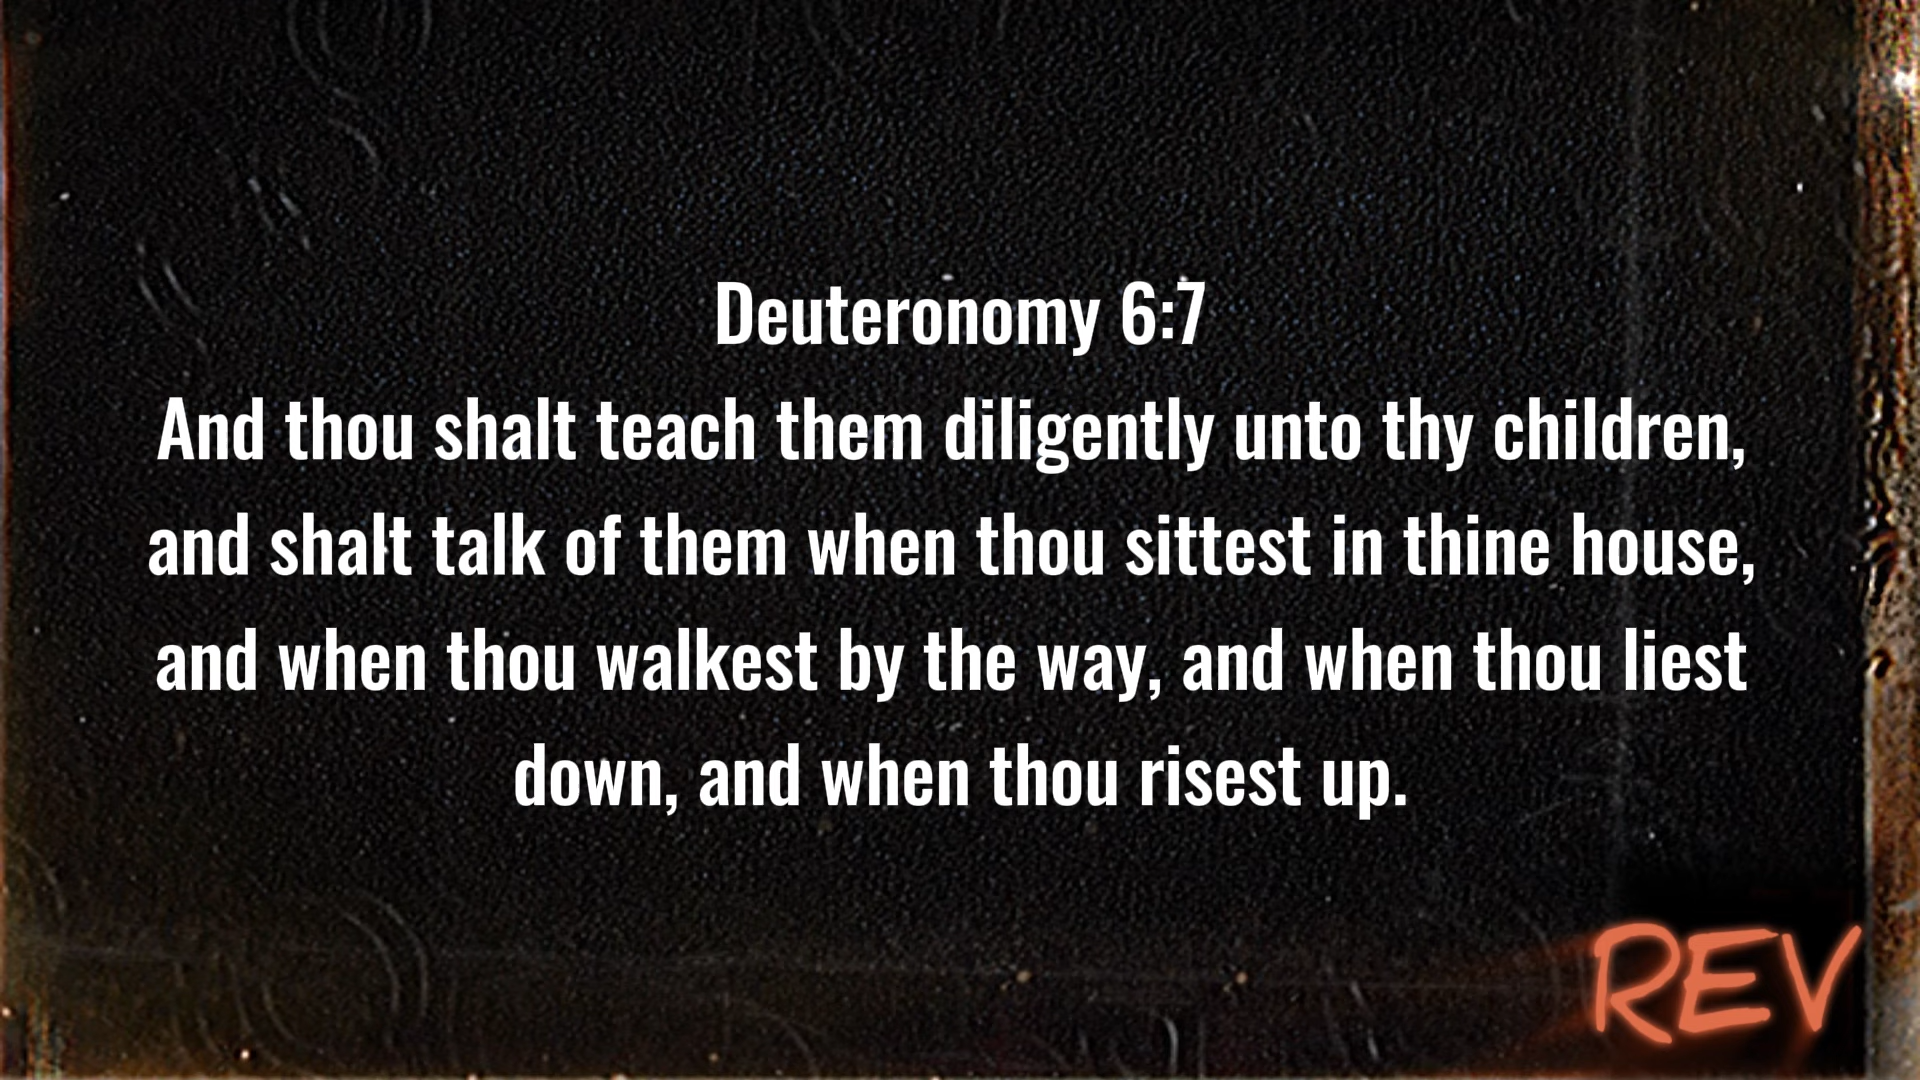 Deuteronomy 6:7
And thou shalt teach them diligently unto thy children,
and shalt talk of them when thou sittest in thine house,
and when thou walkest by the way, and when thou liest
down, and when thou risest up.
REV